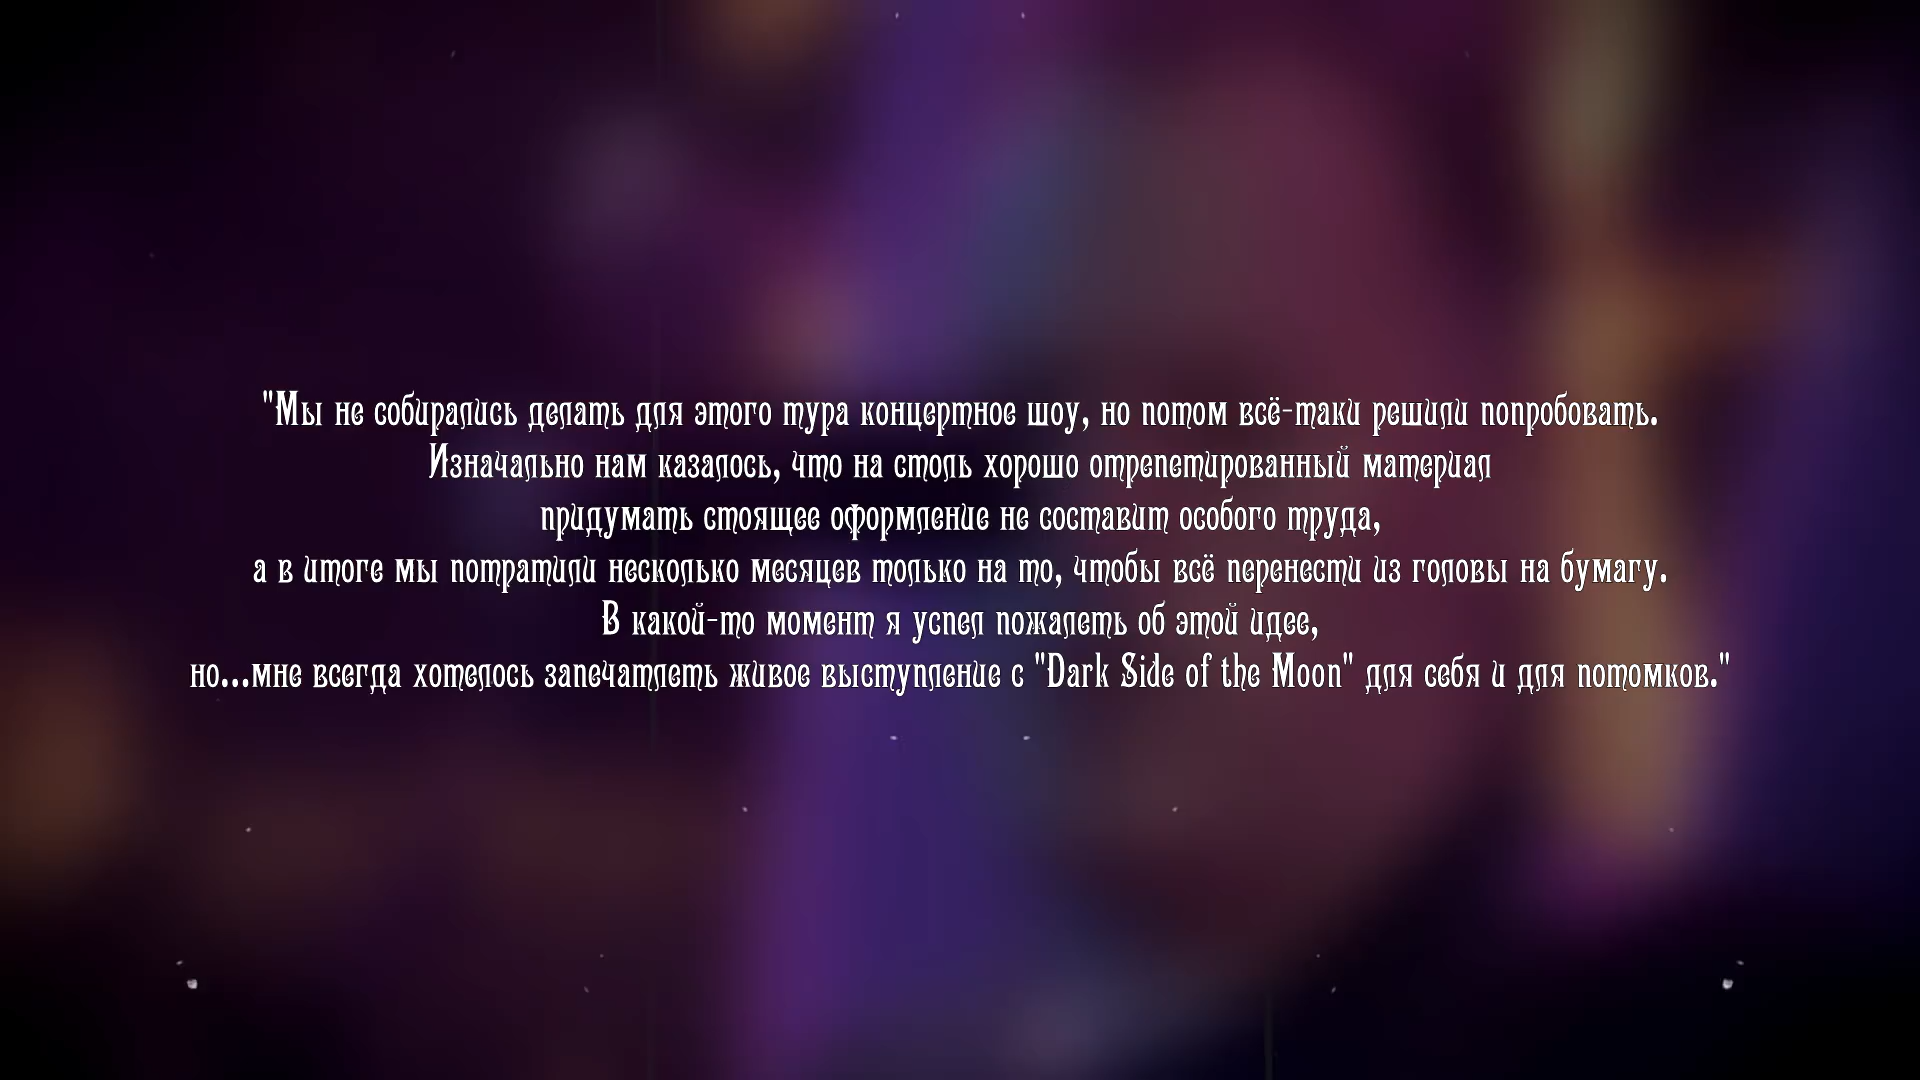 "Мы не собирались делать для этого тура концертное шоу, но потом всё-таки решили попробовать.
Изначально нам казалось, что на столь хорошо отрепетированный материал
придумать стоящее оформление не составит особого труда,
а в итоге мы потратили несколько месяцев только на то, чтобы всё перенести из головы на бумагу.
В какой-то момент я успел пожалеть об этой идее,
но...мне всегда хотелось запечатлеть живое выступление с "Dark Side of the Moon" для себя и для потомков."